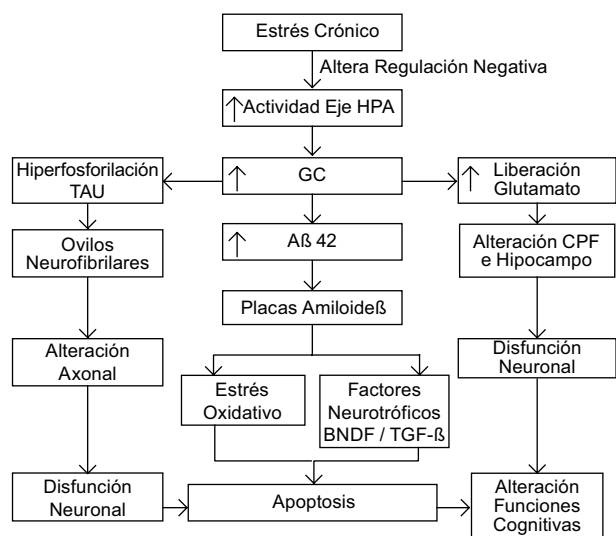 Estrés Crónico
Altera Regulación Negativa
↑ Actividad Eje HPA
Hiperfosforilación
TAU
↑ GC
↑ Liberación
Glutamato
Ovilos
Neurofibrilares
↑ Aß 42
Alteración CPF
e Hipocampo
Placas Amiloideß
Alteración
Axonal
Estrés
Oxidativo
Factores
Neurotróficos
BNDF / TGF-ß
Disfunción
Neuronal
Disfunción
Neuronal
Apoptosis
Alteración
Funciones
Cognitivas